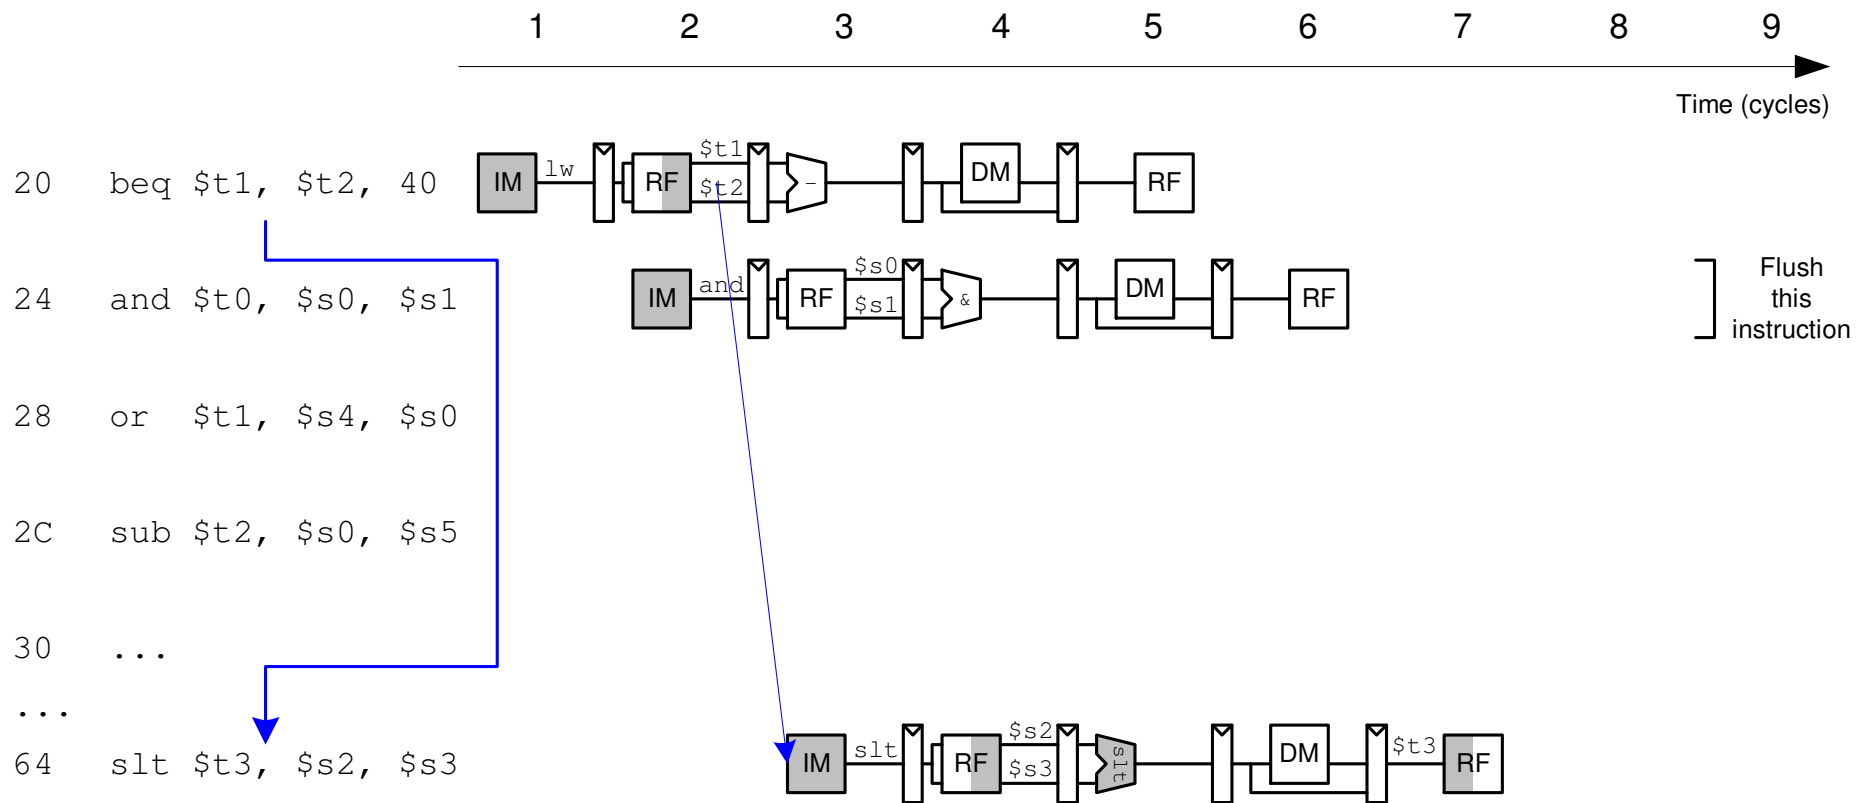 1 2 3 4 5 6 7 8 9
Time (cycles)
20 beq $t1, $t2, 40 IM lw RF $t1 $t2 - DM RF
24 and $t0, $s0, $s1 IM and RF $s0 $s1 & DM RF Flush this instruction
28 or $t1, $s4, $s0
2C sub $t2, $s0, $s5
30 ...
...
64 slt $t3, $s2, $s3 IM slt RF $s2 $s3 slt DM $t3 RF